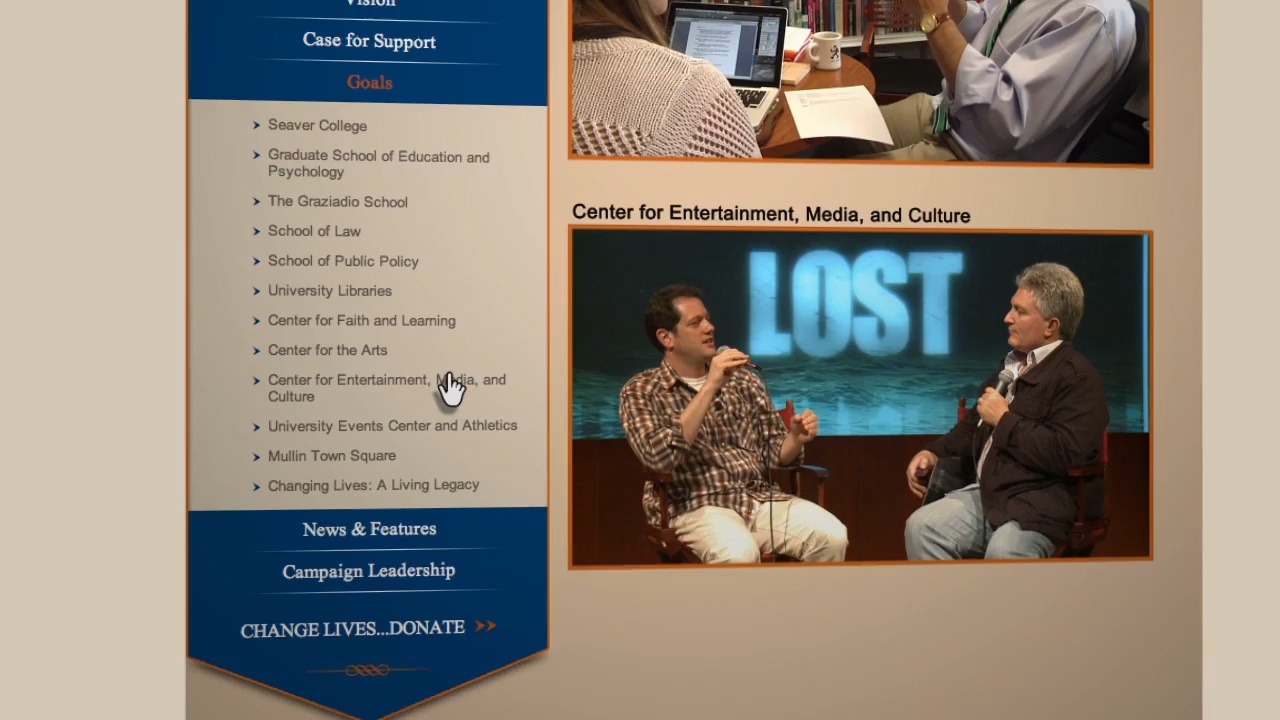 Vision
Case for Support
Goals
Seaver College
Graduate School of Education and
Psychology
The Graziadio School
School of Law
School of Public Policy
University Libraries
Center for Faith and Learning
Center for the Arts
Center for Entertainment, Media, and
Culture
University Events Center and Athletics
Mullin Town Square
Changing Lives: A Living Legacy
News & Features
Campaign Leadership
CHANGE LIVES...DONATE
Center for Entertainment, Media, and Culture
LOST